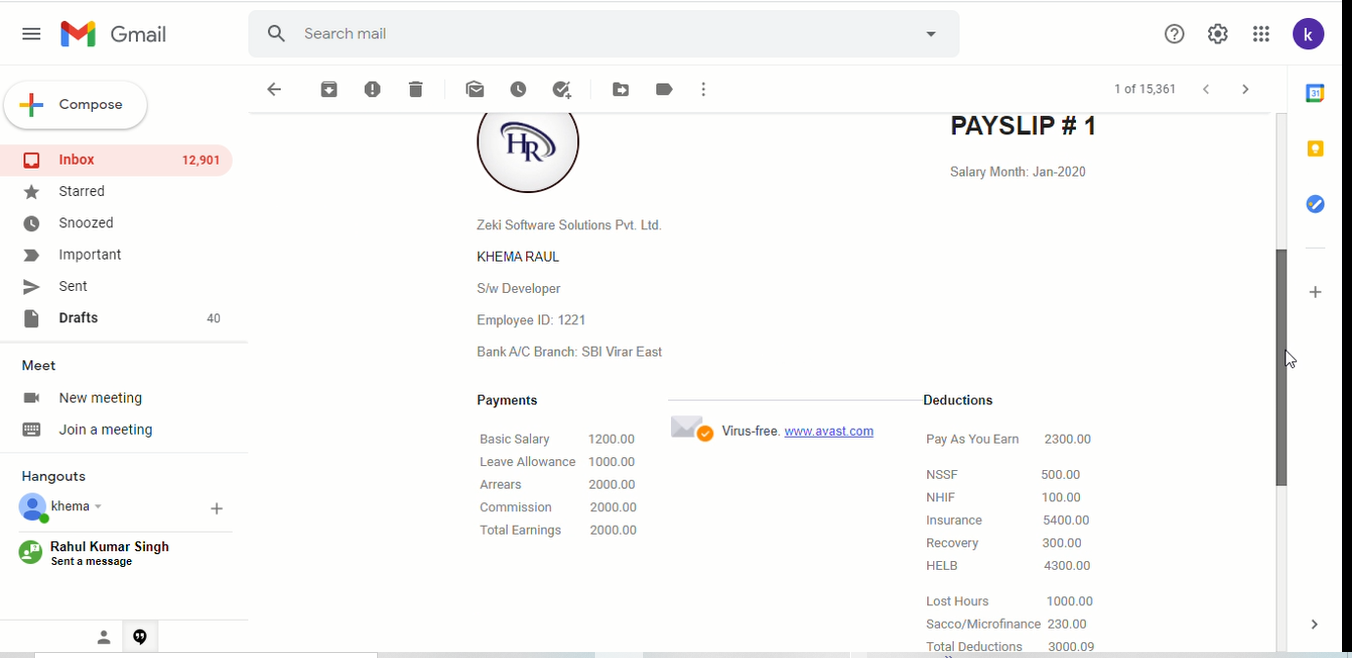 Gmail
Search mail
k
Compose
1 of 15,361
31
Inbox 12,901
Starred
Snoozed
Important
Sent
Drafts 40
Meet
New meeting
Join a meeting
Hangouts
khema
Rahul Kumar Singh
Sent a message
HR
PAYSLIP # 1
Salary Month: Jan-2020
Zeki Software Solutions Pvt. Ltd.
KHEMA RAUL
S/w Developer
Employee ID: 1221
Bank A/C Branch: SBI Virar East
Payments
Basic Salary 1200.00
Leave Allowance 1000.00
Arrears 2000.00
Commission 2000.00
Total Earnings 2000.00
Virus-free. www.avast.com
Deductions
Pay As You Earn 2300.00
NSSF 500.00
NHIF 100.00
Insurance 5400.00
Recovery 300.00
HELB 4300.00
Lost Hours 1000.00
Sacco/Microfinance 230.00
Total Deductions 3000.09